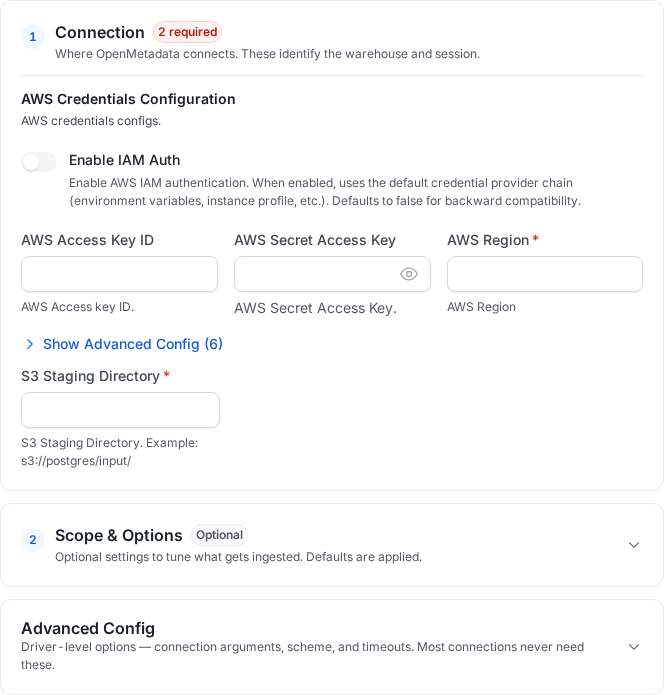 1
Connection
2 required
Where OpenMetadata connects. These identify the warehouse and session.
AWS Credentials Configuration
AWS credentials configs.
Enable IAM Auth
Enable AWS IAM authentication. When enabled, uses the default credential provider chain
(environment variables, instance profile, etc.). Defaults to false for backward compatibility.
AWS Access Key ID
AWS Secret Access Key
AWS Region *
AWS Access key ID.
AWS Secret Access Key.
AWS Region
Show Advanced Config (6)
S3 Staging Directory *
S3 Staging Directory. Example:
s3://postgres/input/
2
Scope & Options
Optional
Optional settings to tune what gets ingested. Defaults are applied.
Advanced Config
Driver-level options — connection arguments, scheme, and timeouts. Most connections never need
these.